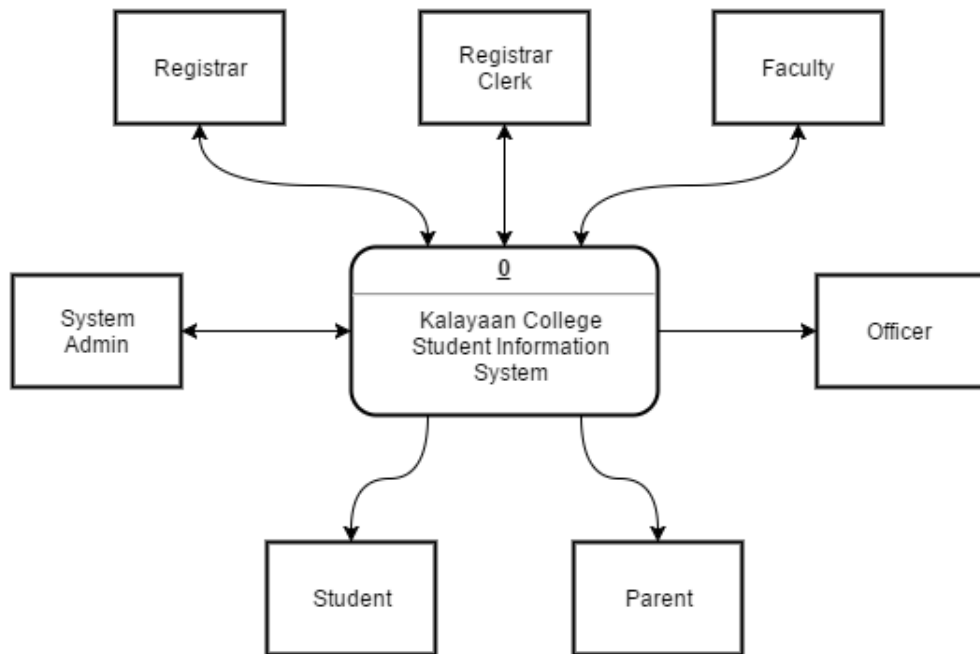 Registrar
Registrar
Clerk
Faculty
System
Admin
0
Kalayaan College
Student Information
System
Officer
Student
Parent